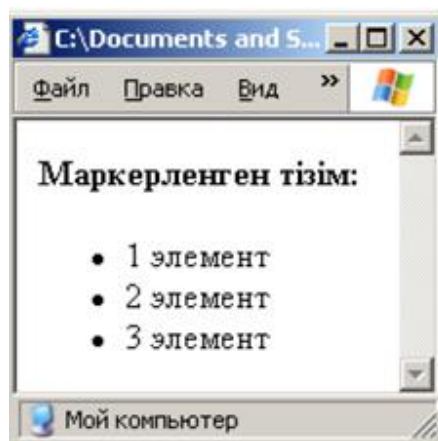 C:\Documents and S...
Файл Правка Вид »
Маркерленген тізім:
• 1 элемент
• 2 элемент
• 3 элемент
Мой компьютер